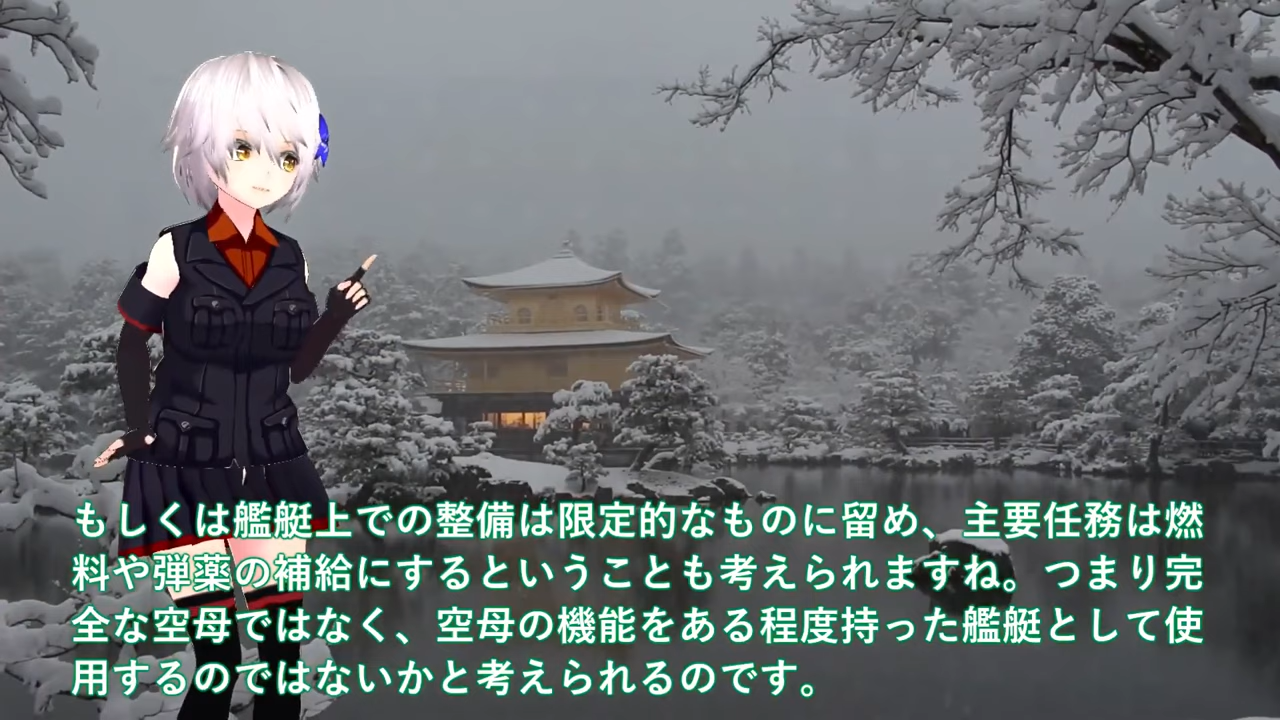 もしくは艦艇上での整備は限定的なものに留め、主要任務は燃
料や弾薬の補給にするということも考えられますね。つまり完
全な空母ではなく、空母の機能をある程度持った艦艇として使
用するのではないかと考えられるのです。